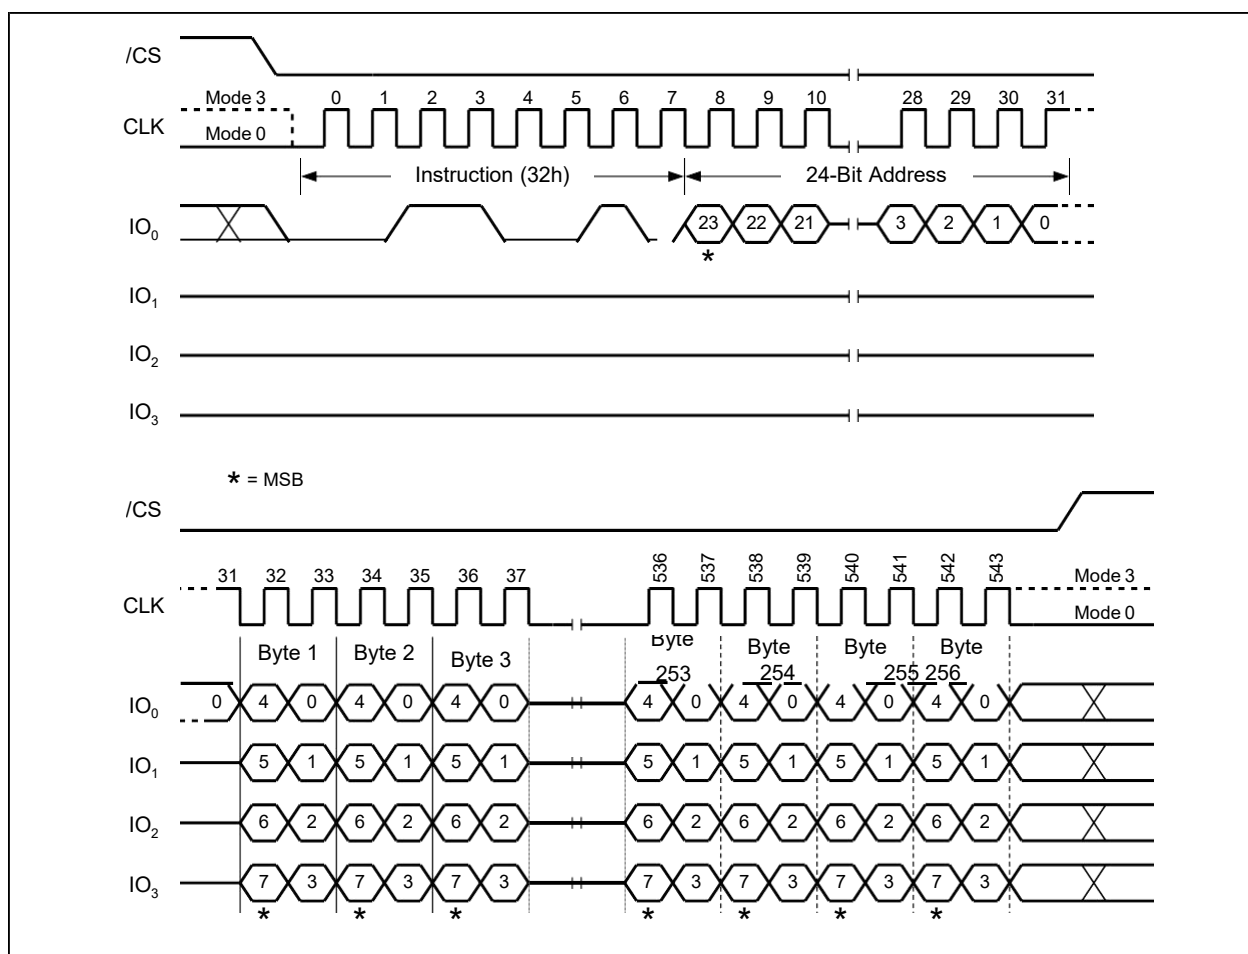 /CS
Mode 3 0 1 2 3 4 5 6 7 8 9 10 28 29 30 31
CLK Mode 0
Instruction (32h) 24-Bit Address
IO0 23 22 21 3 2 1 0
*
IO1
IO2
IO3
* = MSB
/CS
31 32 33 34 35 36 37 536 537 538 539 540 541 542 543 Mode 3
CLK Mode 0
Byte 1 Byte 2 Byte 3 Byte Byte Byte Byte
253 254 255 256
IO0 0 4 0 4 0 4 0 4 0 4 0 4 0 4 0
IO1 5 1 5 1 5 1 5 1 5 1 5 1 5 1
IO2 6 2 6 2 6 2 6 2 6 2 6 2 6 2
IO3 7 3 7 3 7 3 7 3 7 3 7 3 7 3
* * * * * * *